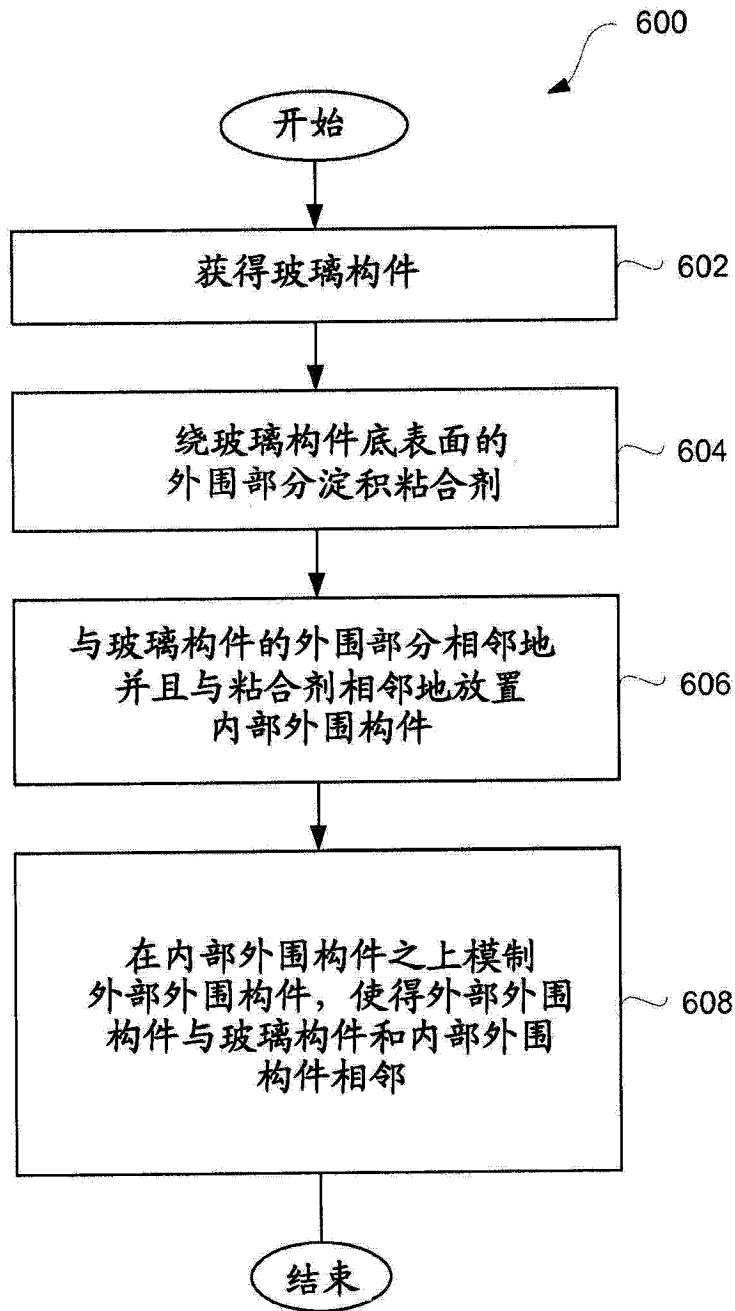 600
开始
获得玻璃构件
602
绕玻璃构件底表面的
外围部分淀积粘合剂
604
与玻璃构件的外围部分相邻地
并且与粘合剂相邻地放置
内部外围构件
606
在内部外围构件之上模制
外部外围构件，使得外部外围
构件与玻璃构件和内部外围
构件相邻
608
结束